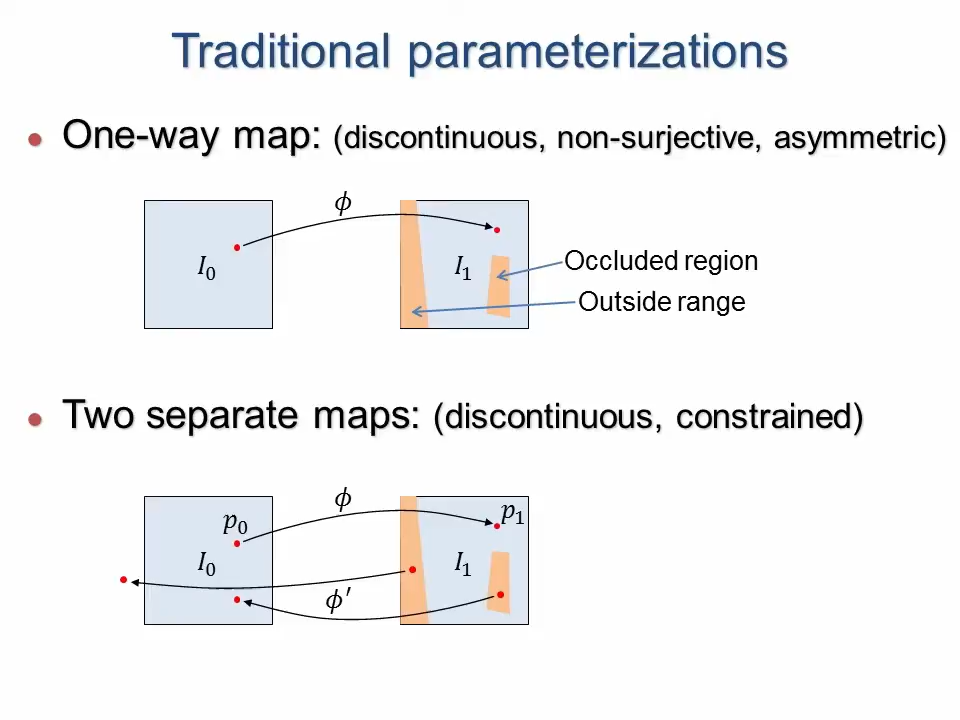 Traditional parameterizations
• One-way map: (discontinuous, non-surjective, asymmetric)
ϕ
I₀
I₁
Occluded region
Outside range
• Two separate maps: (discontinuous, constrained)
ϕ
p₀
p₁
I₀
I₁
ϕ′